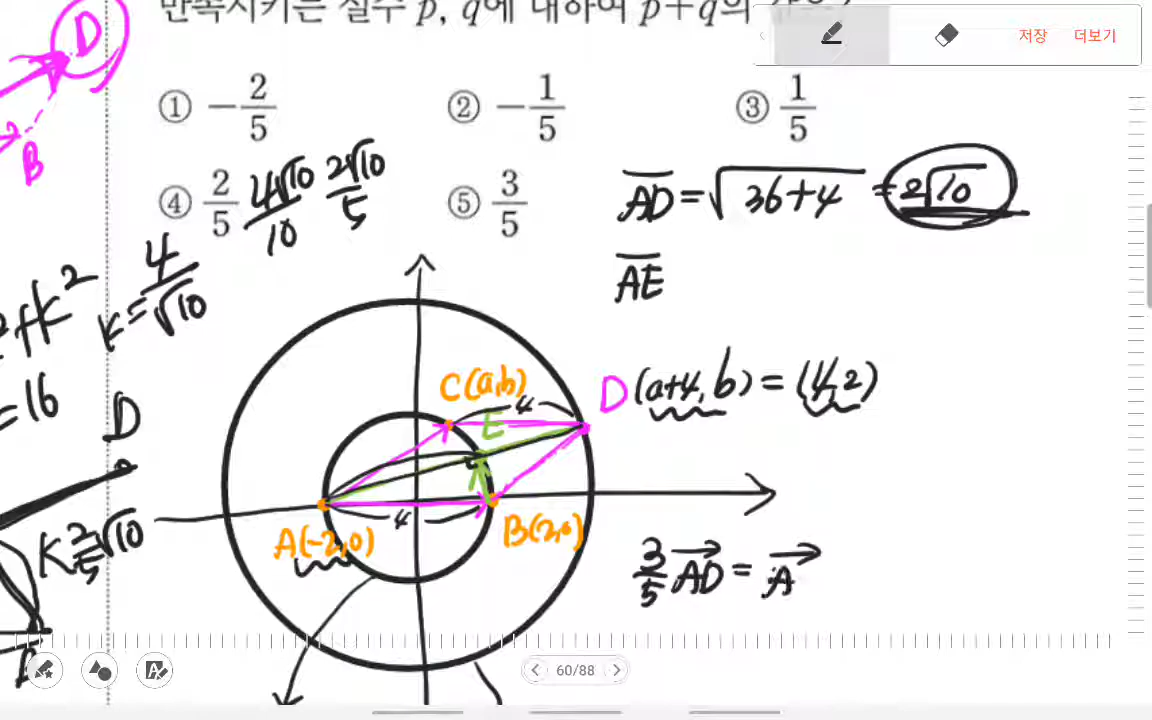 만족시키는 실수 p, q에 대하여 p+q의
저장 더보기
D
B
① -2/5 ② -1/5 ③ 1/5
④ 2/5 4√10/10 2√10/5 ⑤ 3/5
AD = √36+4 = 2√10
AE
+k² k=4/√10
=16
C(a,b) 4 D(a+4, b) = (4,2)
E
D
K 2/5√10
A(-2,0) 4 B(2,0)
3/5 AD = A
60/88